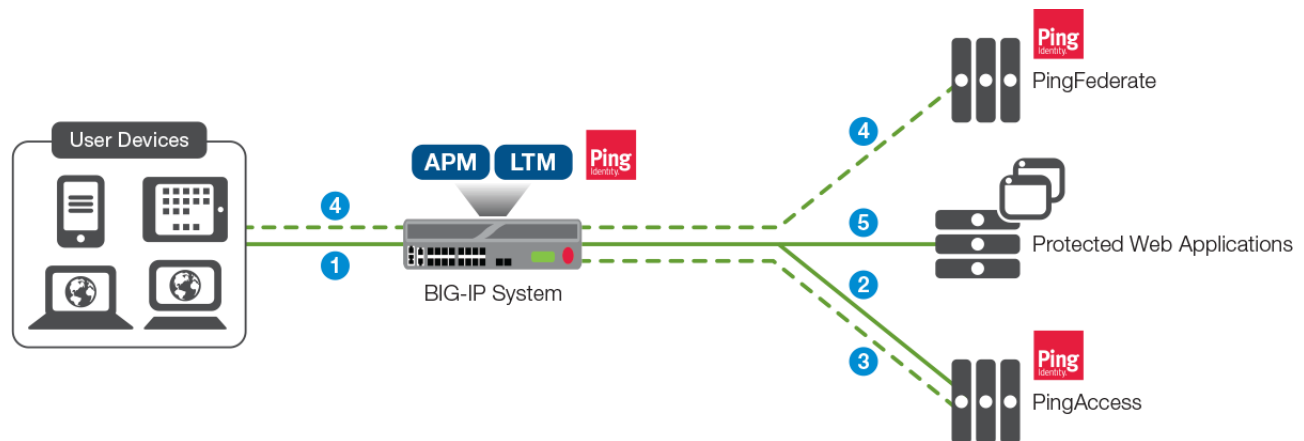 Ping
Identity.
PingFederate
User Devices
APM
LTM
Ping
Identity.
4
4
5
Protected Web Applications
1
BIG-IP System
2
3
Ping
Identity.
PingAccess